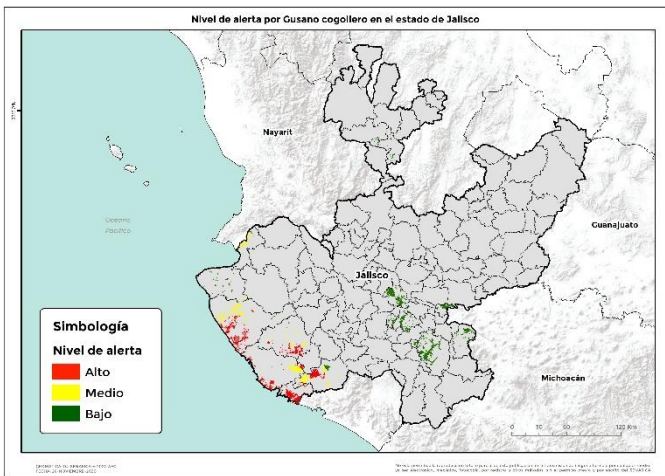 Nivel de alerta por Gusano cogollero en el estado de Jalisco
Nayarit
Océano
Pacífico
Guanajuato
Jalisco
Simbología
Nivel de alerta
Alto
Medio
Bajo
Michoacán
120 Km